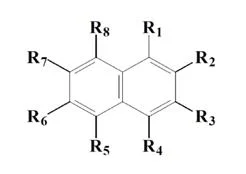 R₈ R₁
R₇ R₂
R₆ R₃
R₅ R₄